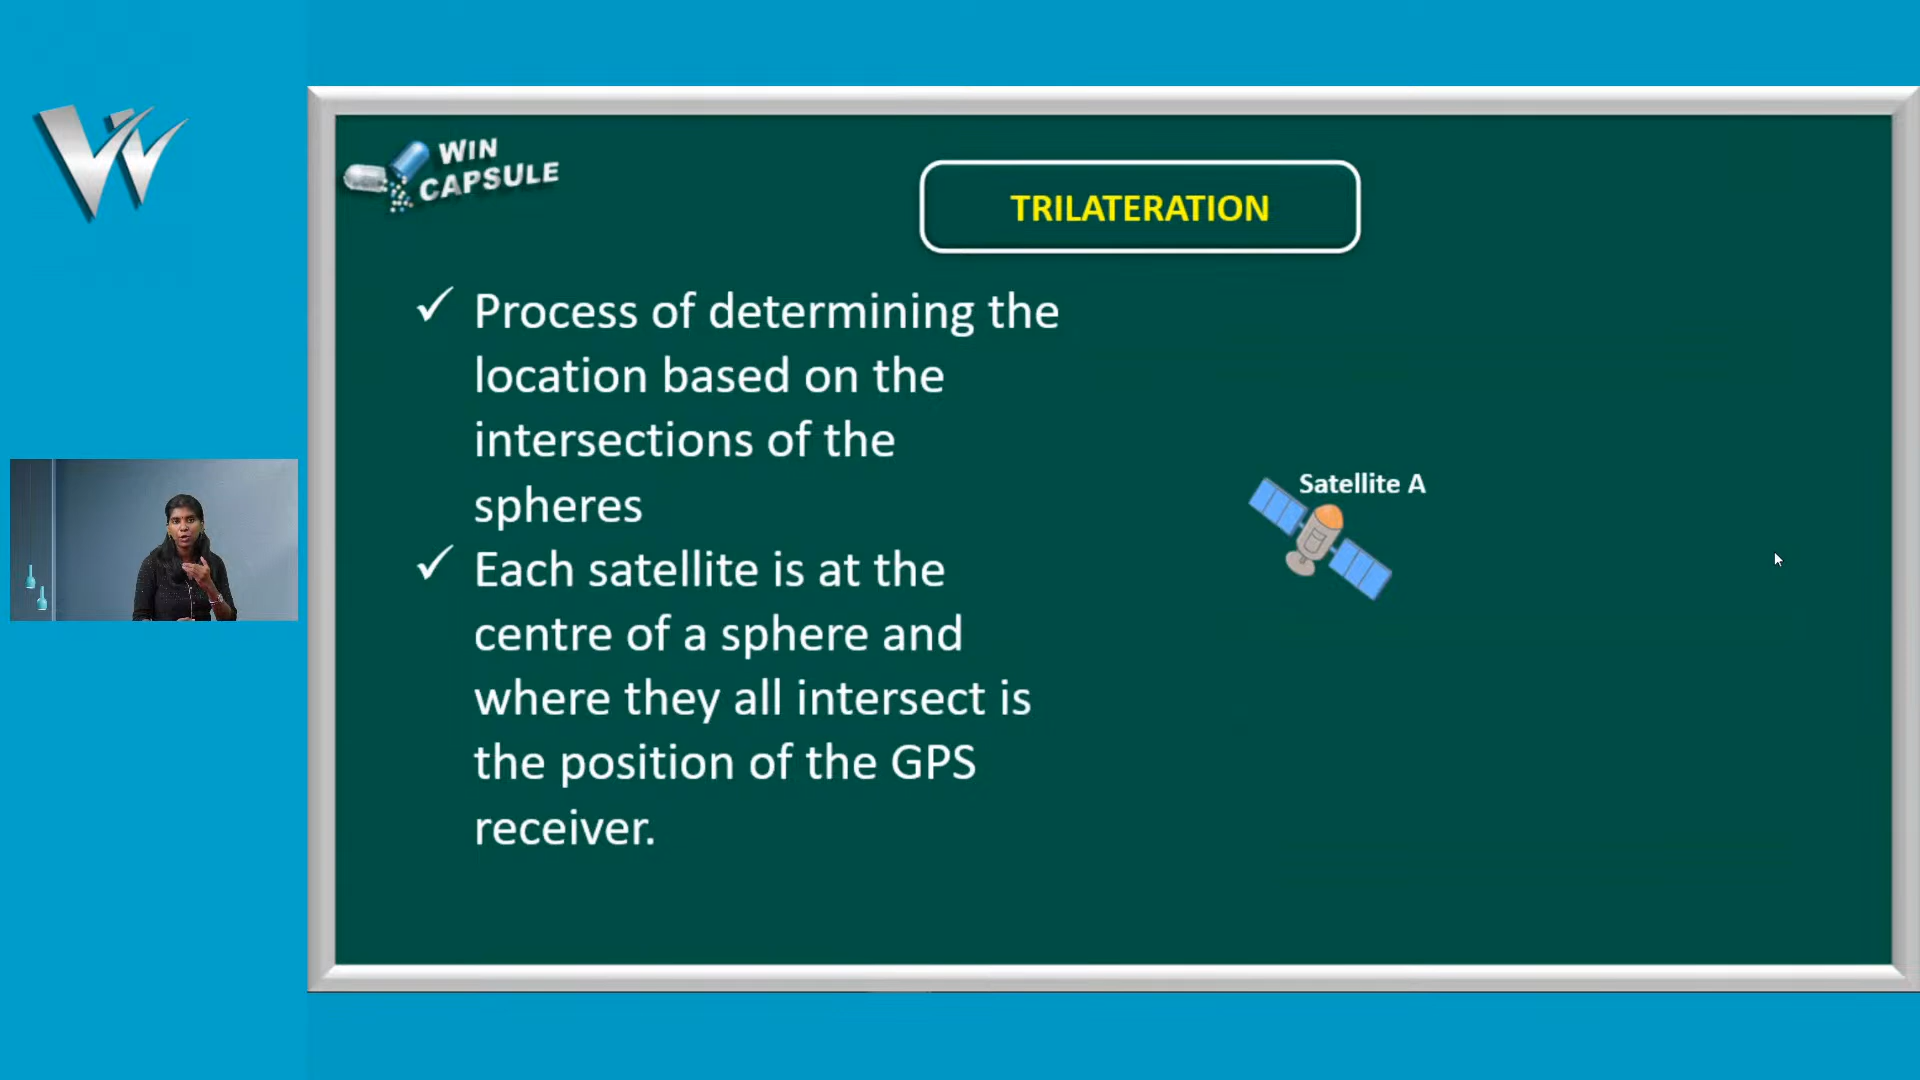 W
WIN
CAPSULE
TRILATERATION
✓ Process of determining the
location based on the
intersections of the
spheres
✓ Each satellite is at the
centre of a sphere and
where they all intersect is
the position of the GPS
receiver.
Satellite A